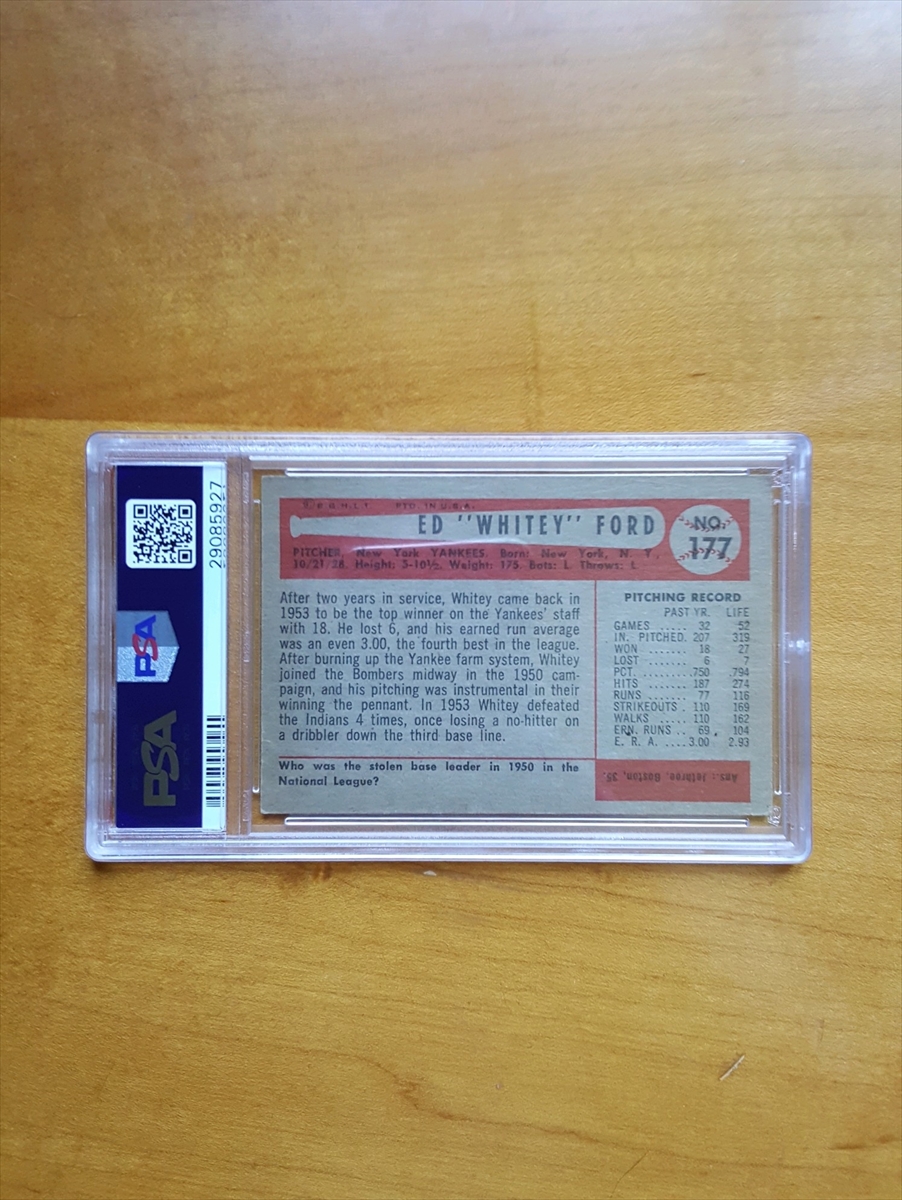 29085927
PSA
PSA
PTD. IN U.S.A.
ED "WHITEY" FORD
NO.
177
PITCHER, New York YANKEES. Born: New York, N. Y.,
10/21/28. Height: 5-10½. Weight: 175. Bats: L Throws: L
After two years in service, Whitey came back in
1953 to be the top winner on the Yankees' staff
with 18. He lost 6, and his earned run average
was an even 3.00, the fourth best in the league.
After burning up the Yankee farm system, Whitey
joined the Bombers midway in the 1950 cam-
paign, and his pitching was instrumental in their
winning the pennant. In 1953 Whitey defeated
the Indians 4 times, once losing a no-hitter on
a dribbler down the third base line.
Who was the stolen base leader in 1950 in the
National League?
PITCHING RECORD
PAST YR. LIFE
GAMES ..... 32 52
IN. PITCHED. 207 319
WON ....... 18 27
LOST ....... 6 7
PCT. ....... .750 .794
HITS ....... 187 274
RUNS ....... 77 116
STRIKEOUTS . 110 169
WALKS ..... 110 162
ERN. RUNS .. 69 104
E. R. A. .... 3.00 2.93
Ans.: Jethroe, Boston, 35.